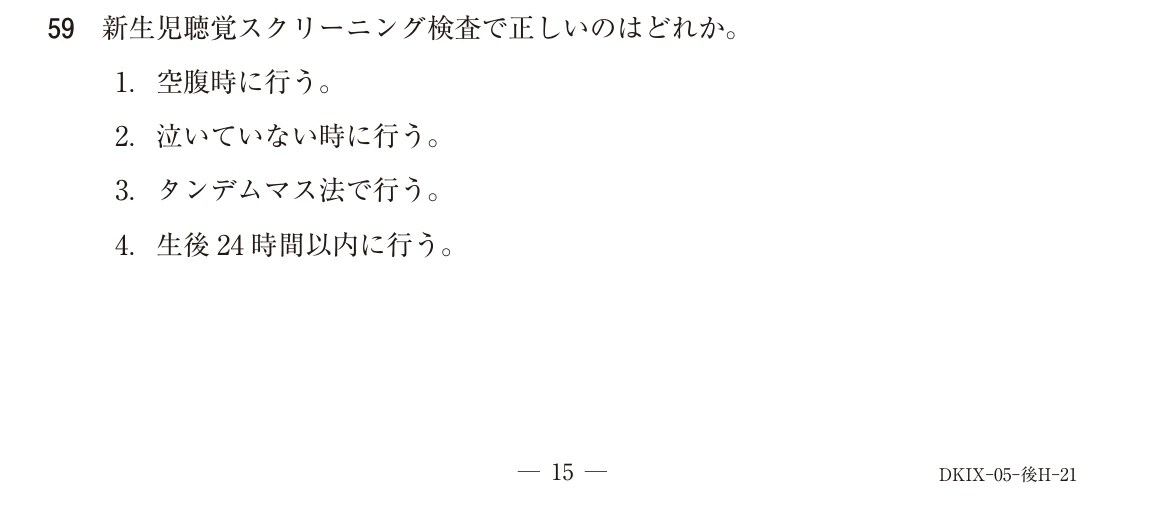 59 新生児聴覚スクリーニング検査で正しいのはどれか。
1. 空腹時に行う。
2. 泣いていない時に行う。
3. タンデムマス法で行う。
4. 生後 24 時間以内に行う。
— 15 —
DKIX-05-後H-21